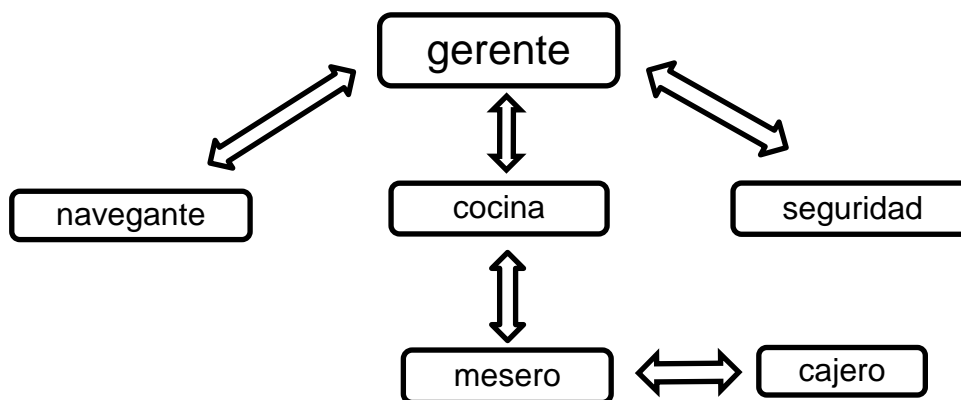 gerente
navegante
cocina
seguridad
mesero
cajero